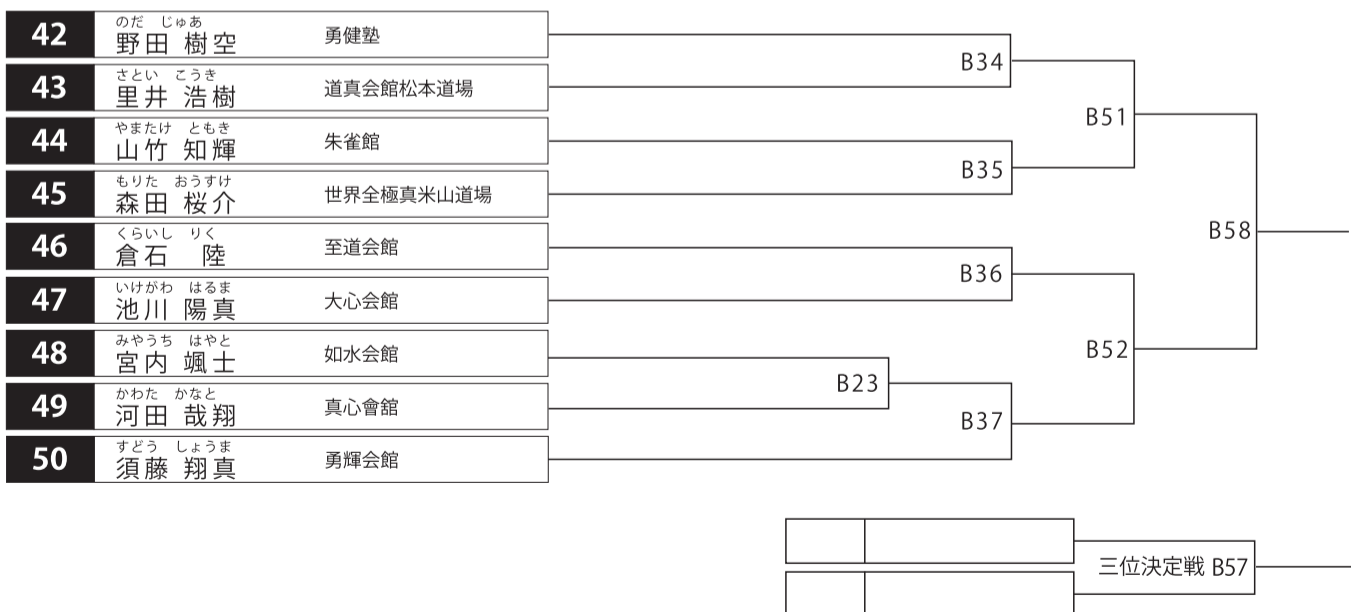 のだ じゅあ
42 野田 樹空 勇健塾
さとい こうき
43 里井 浩樹 道真会館松本道場
やまたけ ともき
44 山竹 知輝 朱雀館
もりた おうすけ
45 森田 桜介 世界全極真米山道場
くらいし りく
46 倉石 陸 至道会館
いけがわ はるま
47 池川 陽真 大心会館
みやうち はやと
48 宮内 颯士 如水会館
かわた かなと
49 河田 哉翔 真心會舘
すどう しょうま
50 須藤 翔真 勇輝会館
B34
B35
B36
B23
B37
B51
B52
B58
三位決定戦 B57